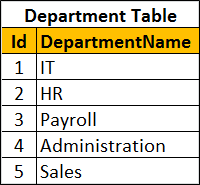 Department Table
Id DepartmentName
1 IT
2 HR
3 Payroll
4 Administration
5 Sales